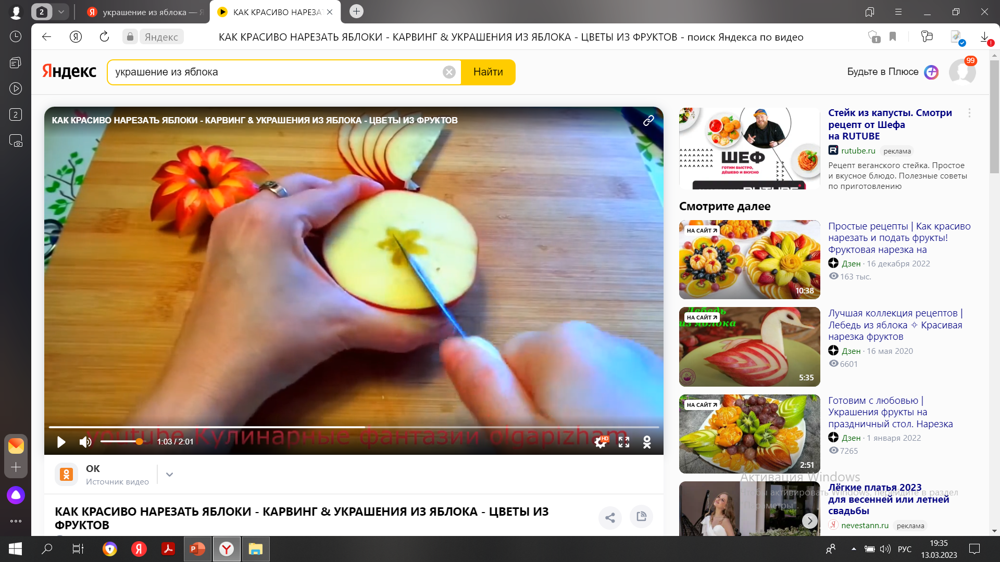 2
украшение из яблока — Я
КАК КРАСИВО НАРЕЗА
Яндекс
КАК КРАСИВО НАРЕЗАТЬ ЯБЛОКИ - КАРВИНГ & УКРАШЕНИЯ ИЗ ЯБЛОКА - ЦВЕТЫ ИЗ ФРУКТОВ - поиск Яндекса по видео
1
2
Яндекс
украшение из яблока
Найти
Будьте в Плюсе
99
КАК КРАСИВО НАРЕЗАТЬ ЯБЛОКИ - КАРВИНГ & УКРАШЕНИЯ ИЗ ЯБЛОКА - ЦВЕТЫ ИЗ ФРУКТОВ
youtube Кулинарные фантазии olgapizham
1:03 / 2:01
HD
ОК
Источник видео
КАК КРАСИВО НАРЕЗАТЬ ЯБЛОКИ - КАРВИНГ & УКРАШЕНИЯ ИЗ ЯБЛОКА - ЦВЕТЫ ИЗ
ФРУКТОВ
ШЕФ
ГОТИМ БЫСТРО,
ДЁШЕВО И ВКУСНО
RUTUBE
Стейк из капусты. Смотри
рецепт от Шефа
на RUTUBE
rutube.ru реклама
Рецепт веганского стейка. Простое
и вкусное блюдо. Полезные советы
по приготовлению
Смотрите далее
НА САЙТ
10:38
Простые рецепты | Как красиво
нарезать и подать фрукты!
Фруктовая нарезка на
Дзен · 16 декабря 2022
163 тыс.
Лебедь
из яблока
НА САЙТ
5:35
Лучшая коллекция рецептов |
Лебедь из яблока ✧ Красивая
нарезка фруктов
Дзен · 16 мая 2020
6601
НА САЙТ
2:51
Готовим с любовью |
Украшения фрукты на
праздничный стол. Нарезка
Дзен · 1 января 2022
7265
Активация Windows
Чтобы активировать Windows, перейдите в раздел
"Параметры".
Лёгкие платья 2023
для весенней или летней
свадьбы
nevestann.ru реклама
РУС
19:35
13.03.2023